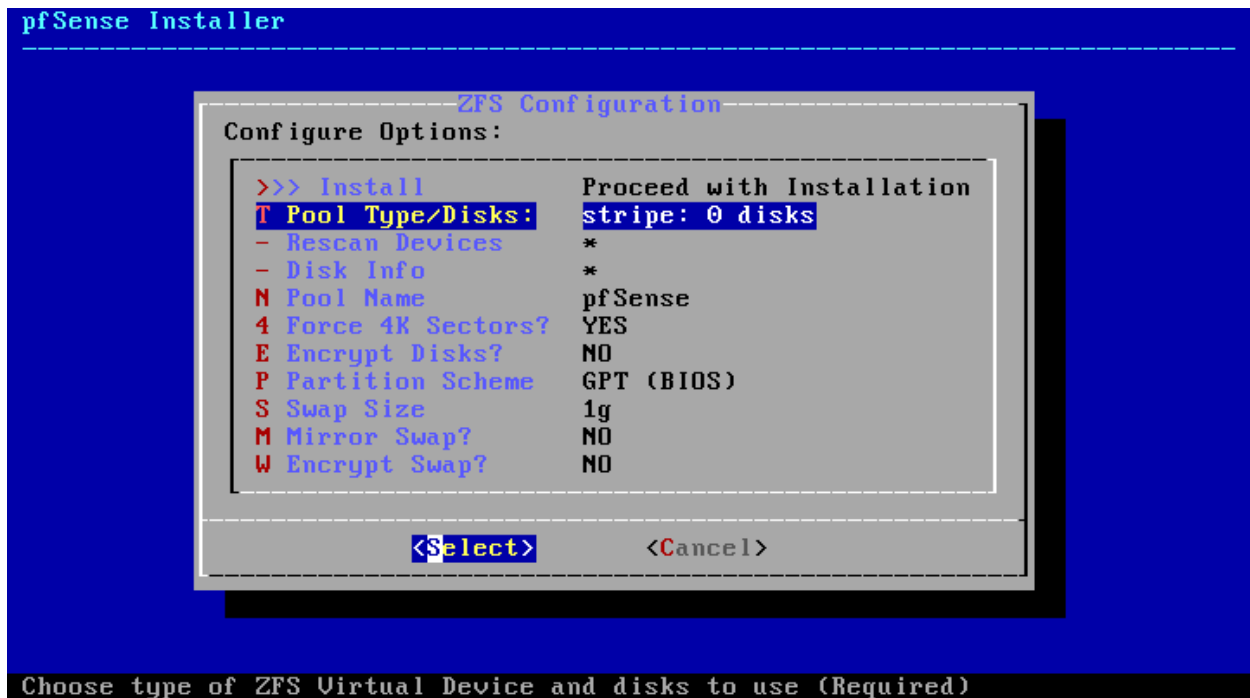 pfSense Installer
ZFS Configuration
Configure Options:
>>> Install Proceed with Installation
T Pool Type/Disks: stripe: 0 disks
- Rescan Devices *
- Disk Info *
N Pool Name pfSense
4 Force 4K Sectors? YES
E Encrypt Disks? NO
P Partition Scheme GPT (BIOS)
S Swap Size 1g
M Mirror Swap? NO
W Encrypt Swap? NO
<Select> <Cancel>
Choose type of ZFS Virtual Device and disks to use (Required)